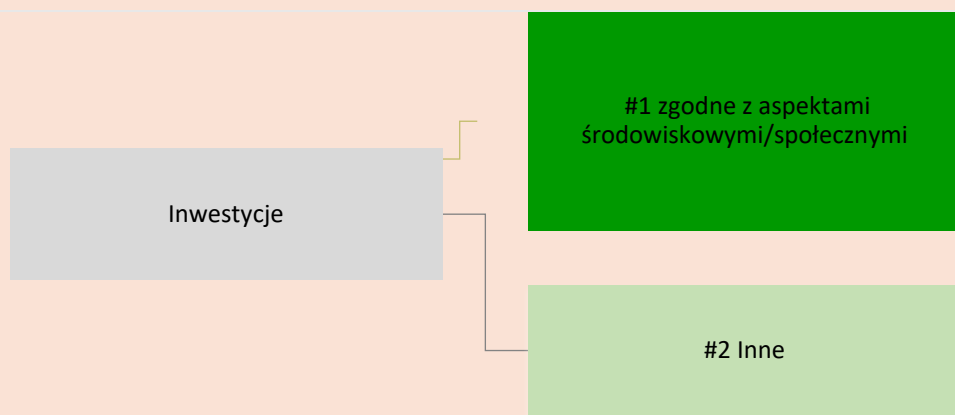 #1 zgodne z aspektami
środowiskowymi/społecznymi
Inwestycje
#2 Inne